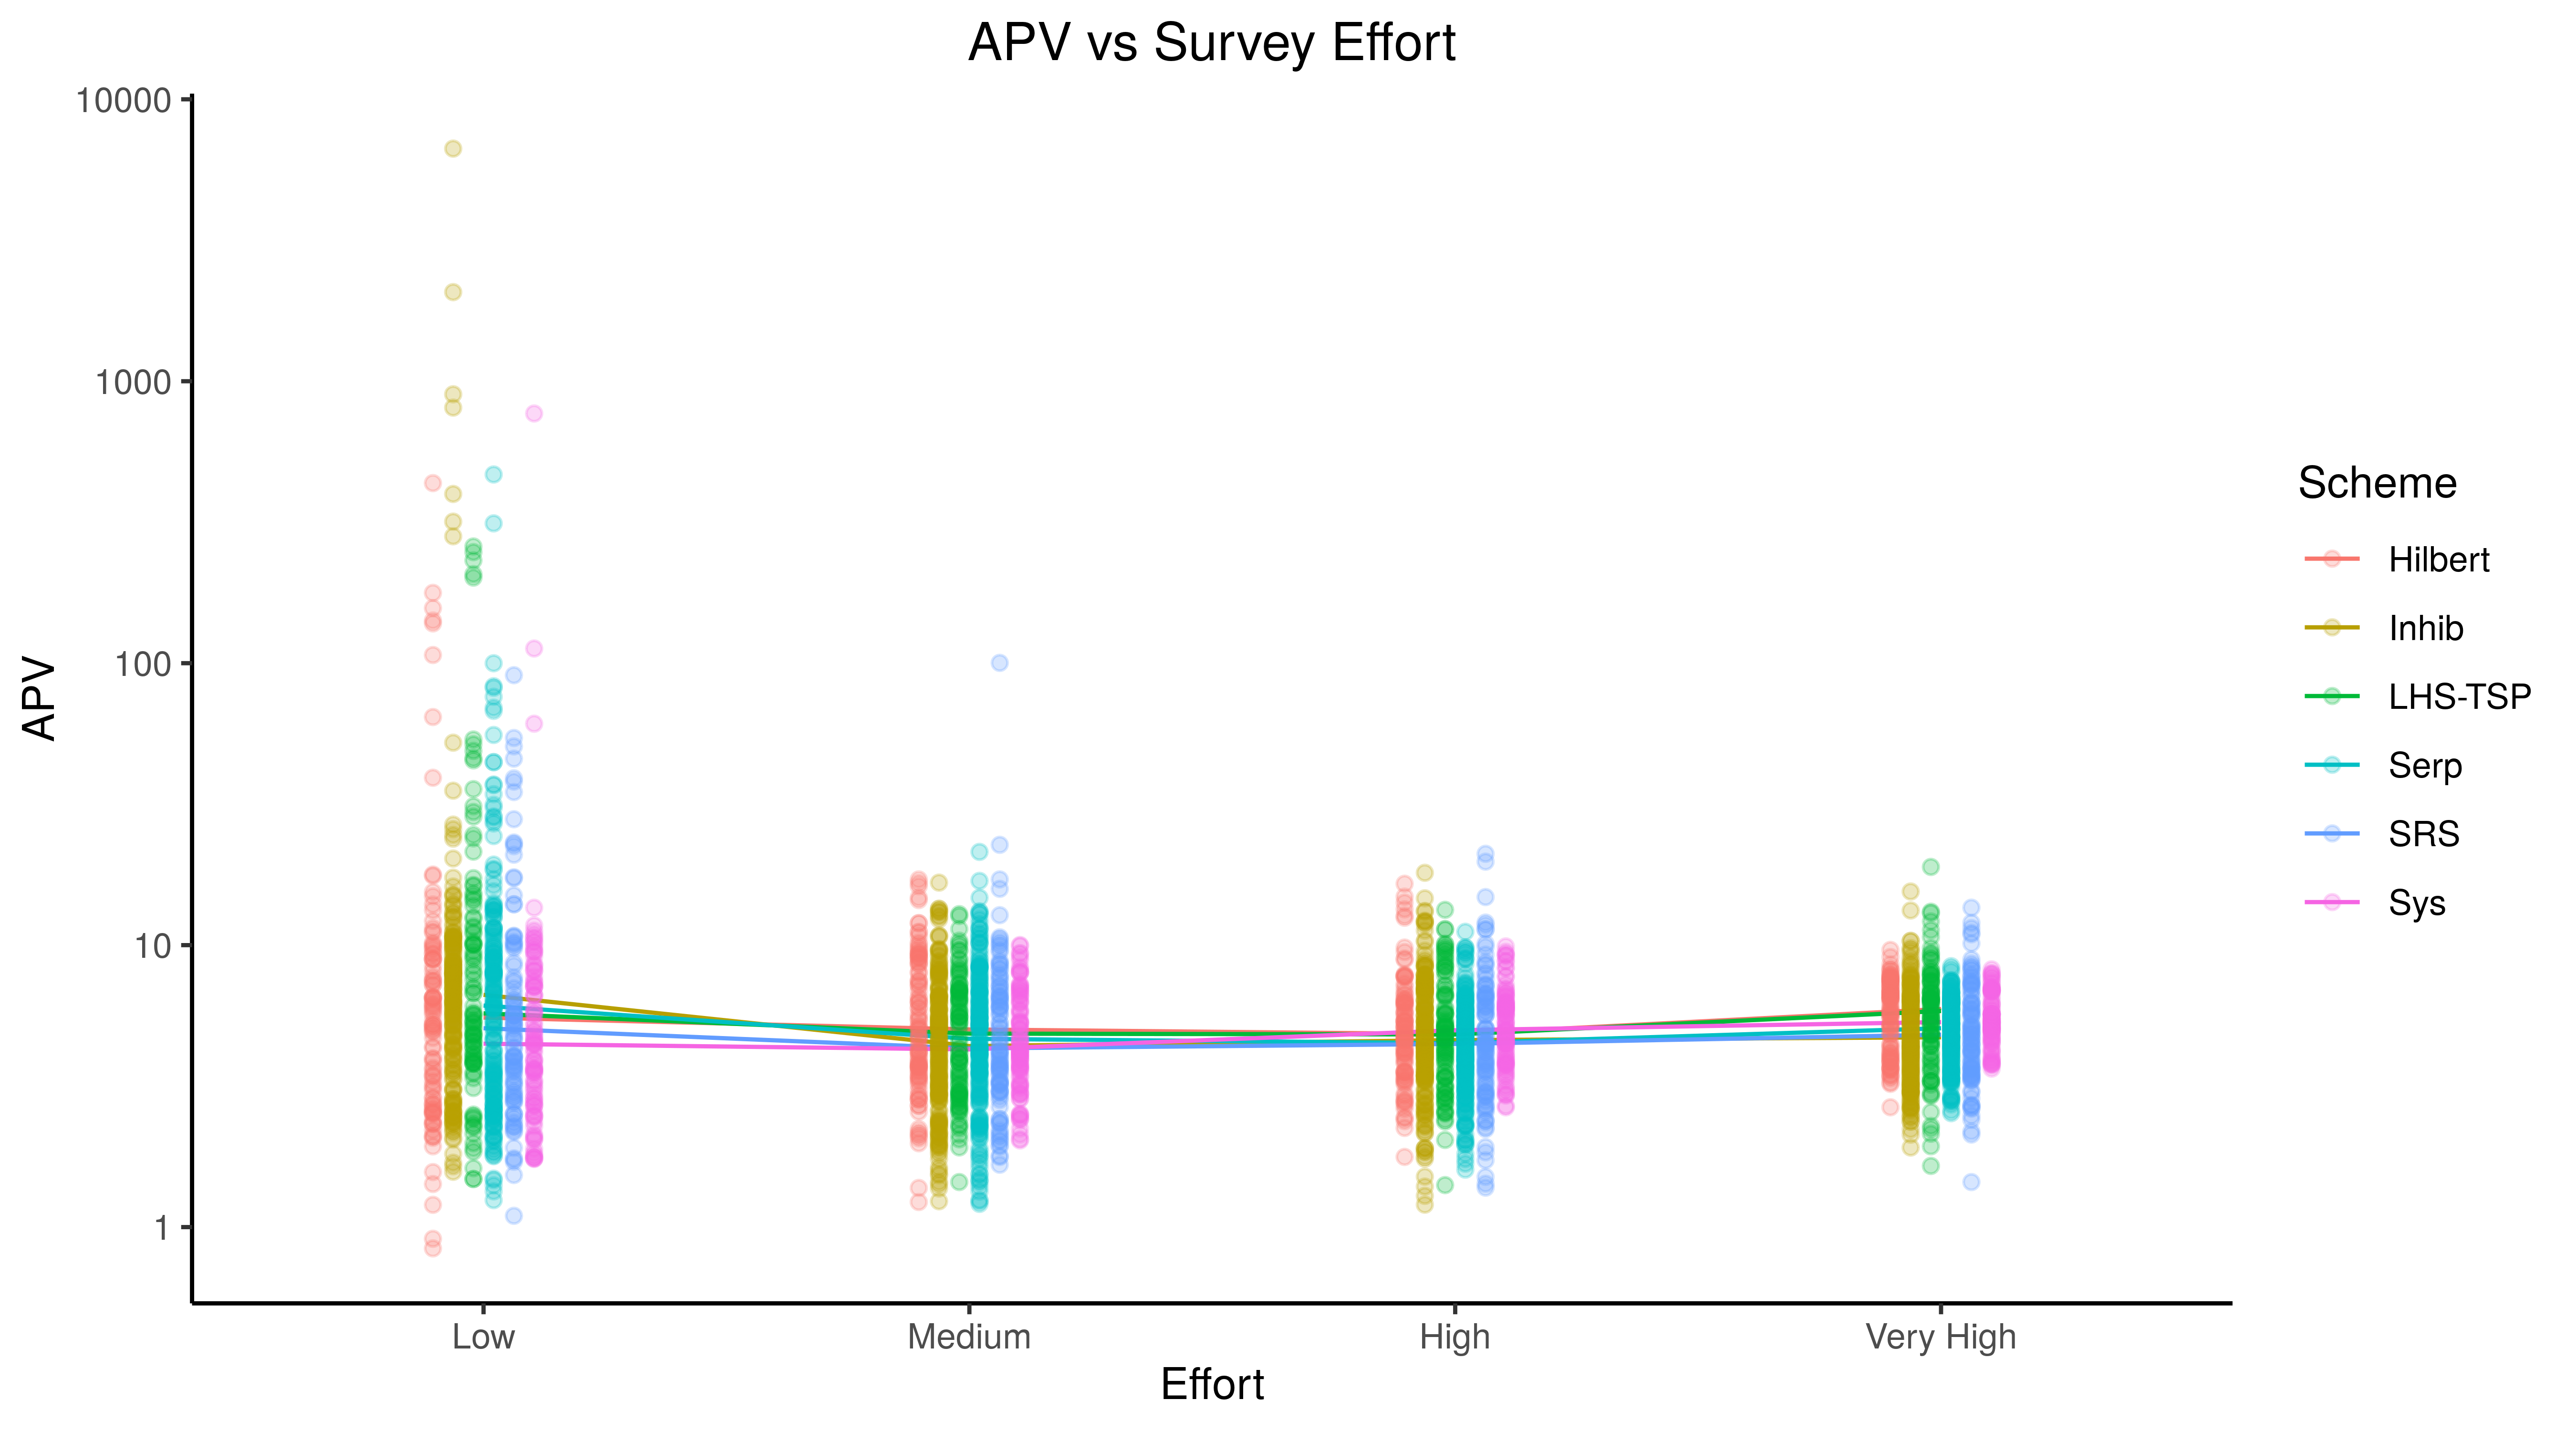 APV vs Survey Effort
10000
1000
100
10
1
APV
Low
Medium
High
Very High
Effort
Scheme
Hilbert
Inhib
LHS-TSP
Serp
SRS
Sys